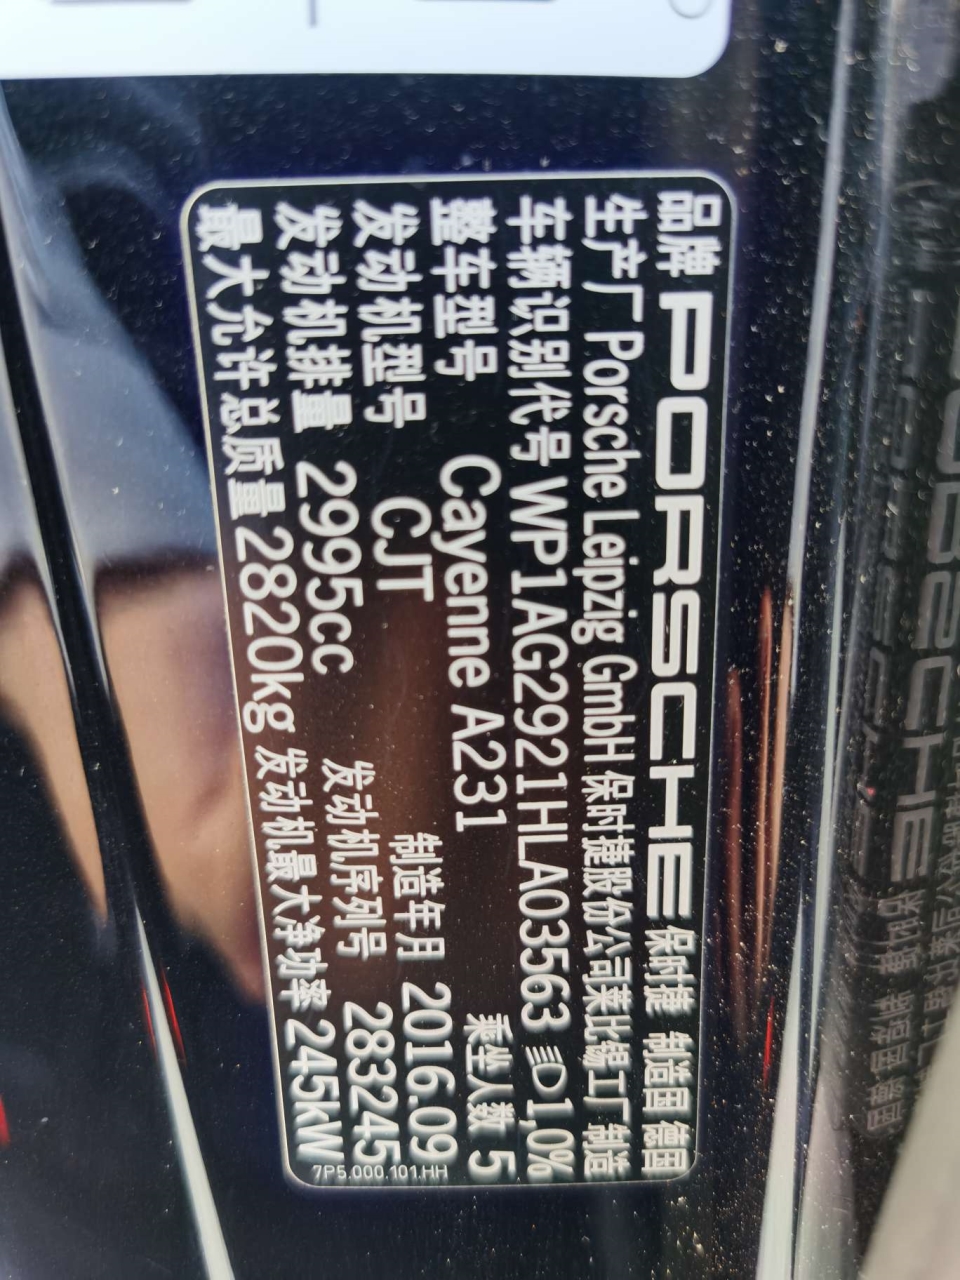 品牌 PORSCHE 保时捷 制造国 德国
生产厂 Porsche Leipzig GmbH 保时捷股份公司莱比锡工厂 制造
车辆识别代号 WP1AG2921HLA03563 1,0%
整车型号 Cayenne A231 乘坐人数 5
发动机型号 CJT 制造年月 2016.09
发动机排量 2995cc 发动机序列号 283245
最大允许总质量 2820kg 发动机最大净功率 245kW
7P5.000.101.HH